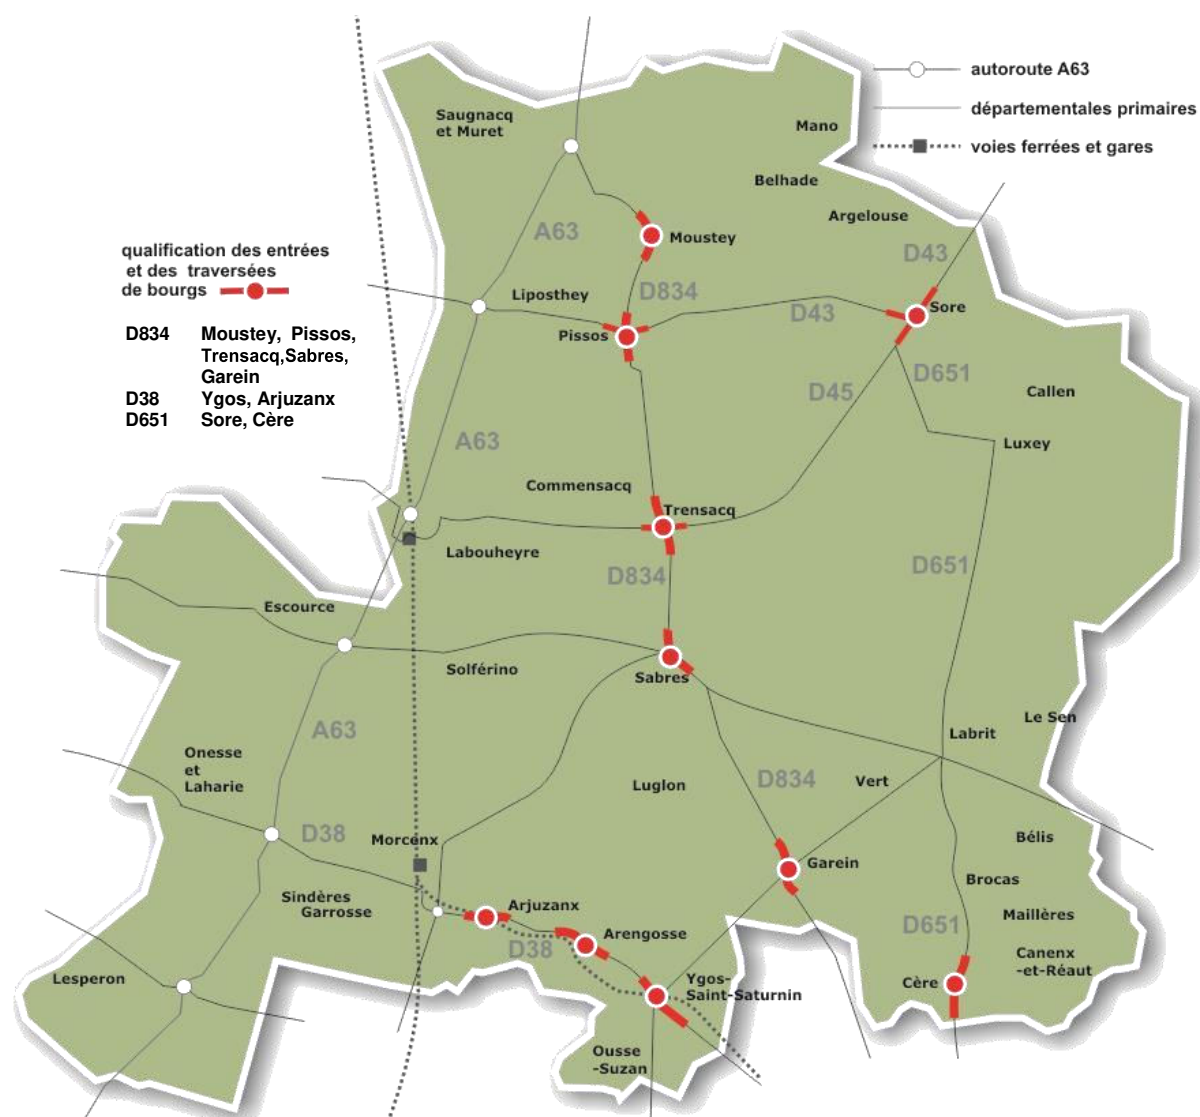 autoroute A63
départementales primaires
voies ferrées et gares
Saugnacq
et Muret
Mano
Belhade
Argelouse
A63
Moustey
D43
qualification des entrées
et des traversées
de bourgs
Liposthey
D834
D43
Sore
Pissos
D834 Moustey, Pissos,
Trensacq,Sabres,
Garein
D38 Ygos, Arjuzanx
D651 Sore, Cère
D651
D45
Callen
A63
Luxey
Commensacq
Trensacq
Labouheyre
D834
D651
Escource
Solférino
Sabres
Le Sen
A63
Labrit
Onesse
et
Laharie
Luglon
D834
Vert
D38
Morcenx
Bélis
Garein
Brocas
Sindères
Garrosse
Arjuzanx
Maillères
D651
Arengosse
D38
Canenx
-et-Réaut
Lesperon
Cère
Ygos-
Saint-Saturnin
Ousse
-Suzan